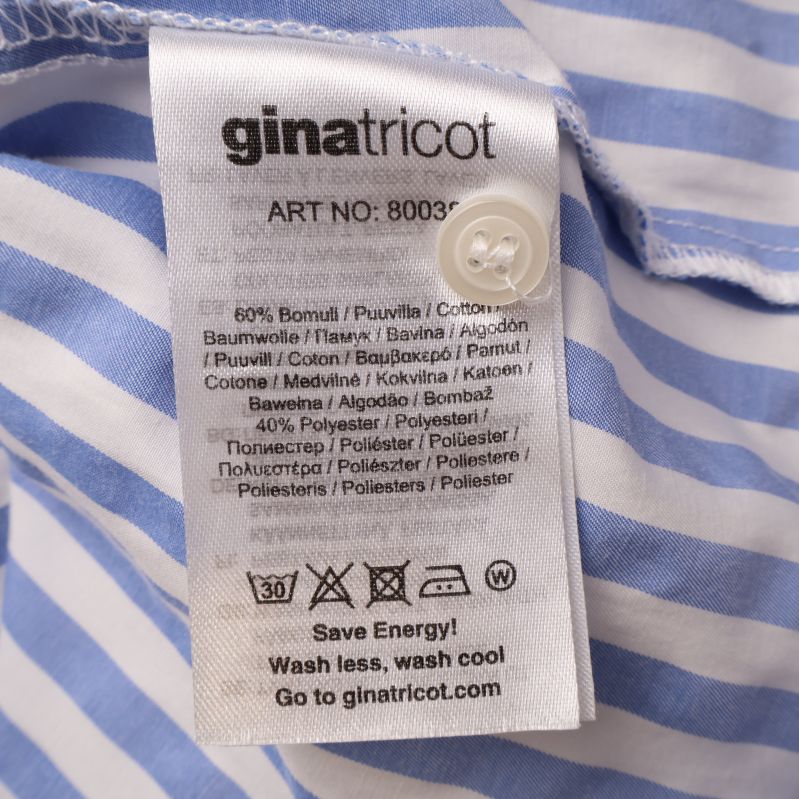 ginatricot
ART NO: 8003
60% Bomull / Puuvilla / Cotton /
Baumwolle / Памук / Bavlna / Algodón
/ Puuvill / Coton / Βαμβακερό / Pamut /
Cotone / Medvilnė / Kokvilna / Katoen /
Bawełna / Algodão / Bombaž
40% Polyester / Polyesteri /
Полиестер / Poliéster / Polüester /
Πολυεστέρα / Poliészter / Poliestere /
Poliesteris / Poliesters / Poliester
30 W
Save Energy!
Wash less, wash cool
Go to ginatricot.com